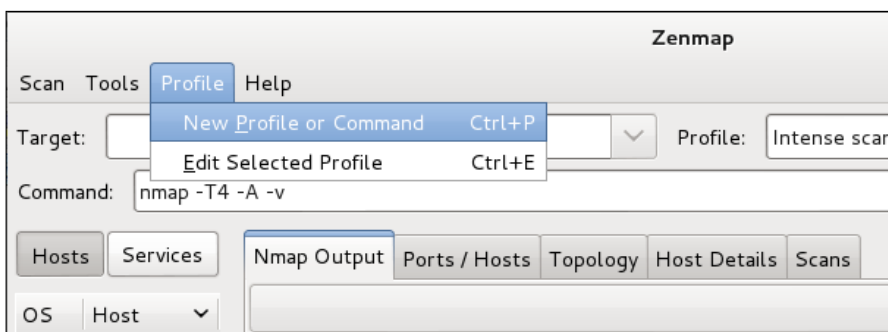 Zenmap
Scan Tools Profile Help
New Profile or Command Ctrl+P
Target: Profile: Intense scan
Edit Selected Profile Ctrl+E
Command: nmap -T4 -A -v
Hosts Services Nmap Output Ports / Hosts Topology Host Details Scans
OS Host